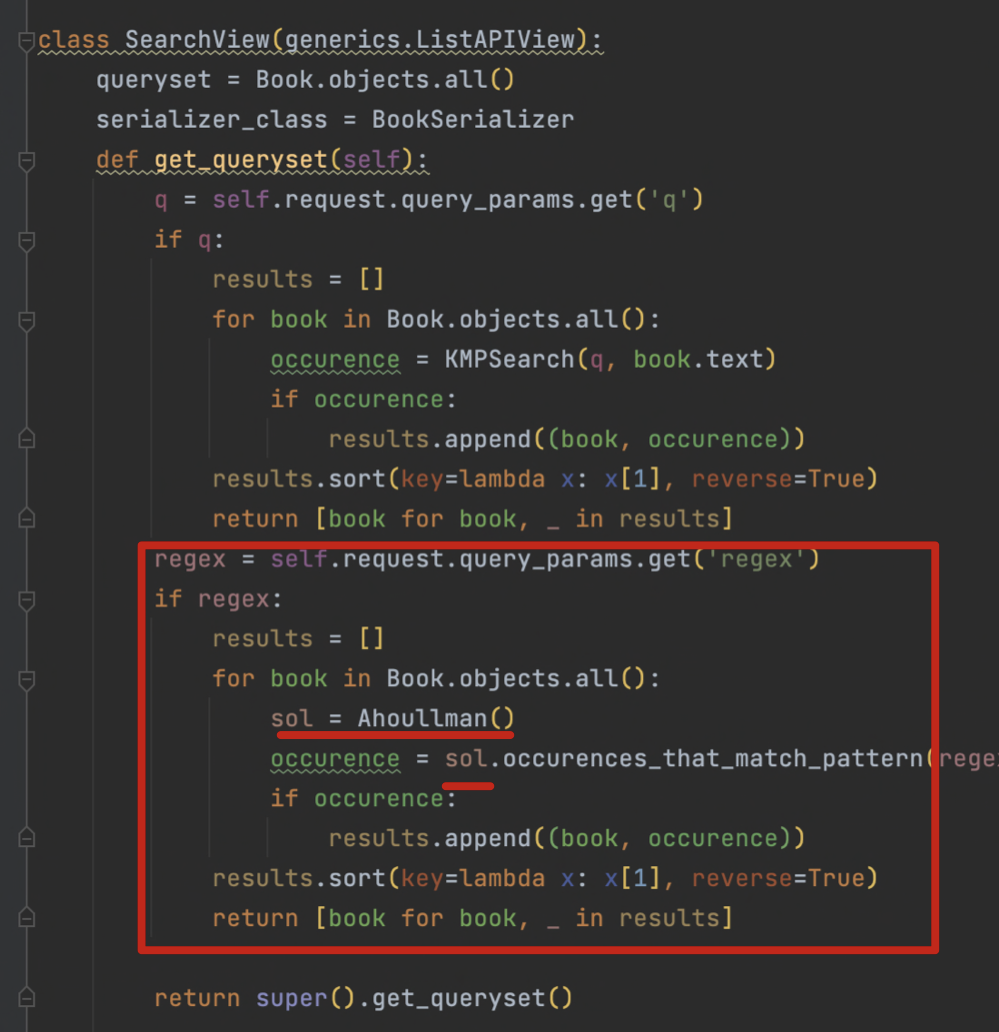 class SearchView(generics.ListAPIView):
    queryset = Book.objects.all()
    serializer_class = BookSerializer
    def get_queryset(self):
        q = self.request.query_params.get('q')
        if q:
            results = []
            for book in Book.objects.all():
                occurence = KMPSearch(q, book.text)
                if occurence:
                    results.append((book, occurence))
            results.sort(key=lambda x: x[1], reverse=True)
            return [book for book, _ in results]
        regex = self.request.query_params.get('regex')
        if regex:
            results = []
            for book in Book.objects.all():
                sol = Ahoullman()
                occurence = sol.occurences_that_match_pattern(rege
                if occurence:
                    results.append((book, occurence))
            results.sort(key=lambda x: x[1], reverse=True)
            return [book for book, _ in results]
        return super().get_queryset()